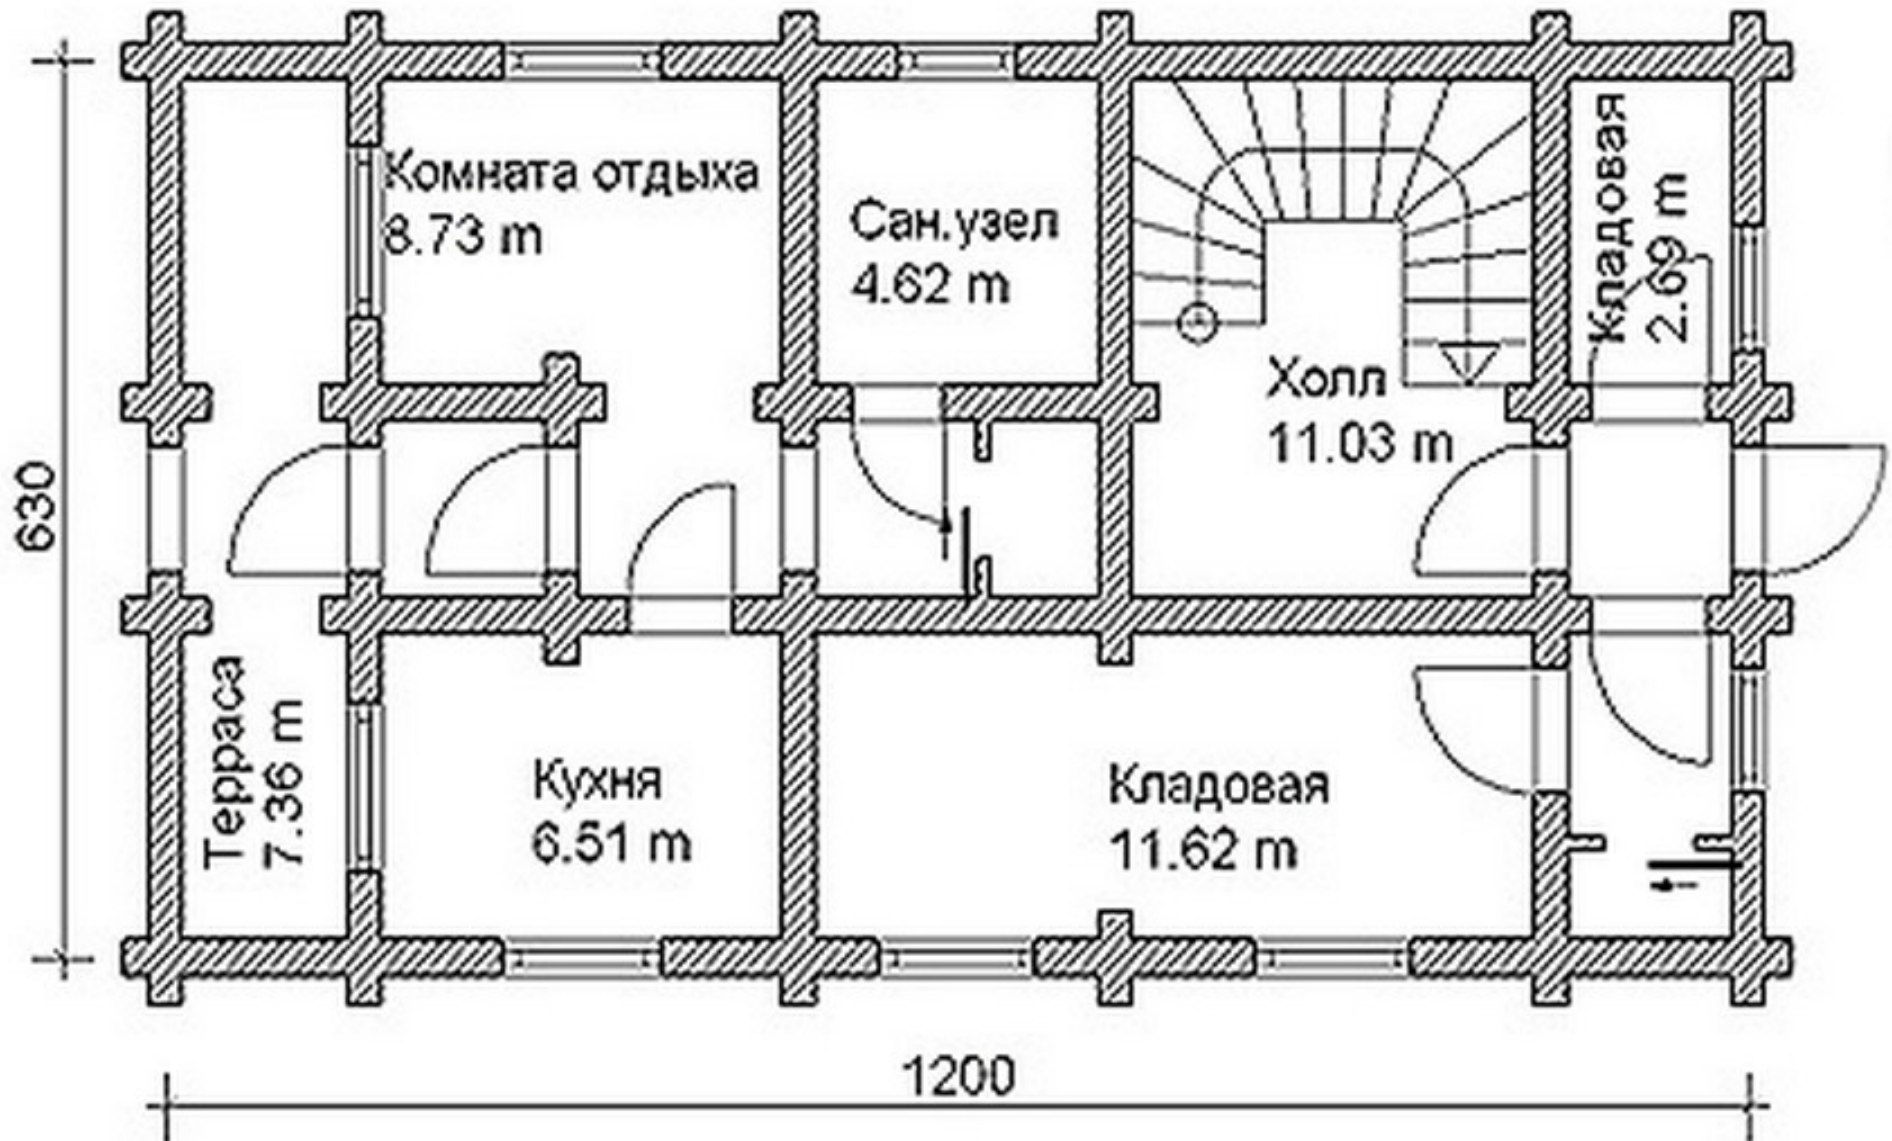 Комната отдыха
8.73 m
Сан.узел
4.62 m
Кладовая
2.69 m
Холл
11.03 m
630
Терраса
7.36 m
Кухня
6.51 m
Кладовая
11.62 m
1200